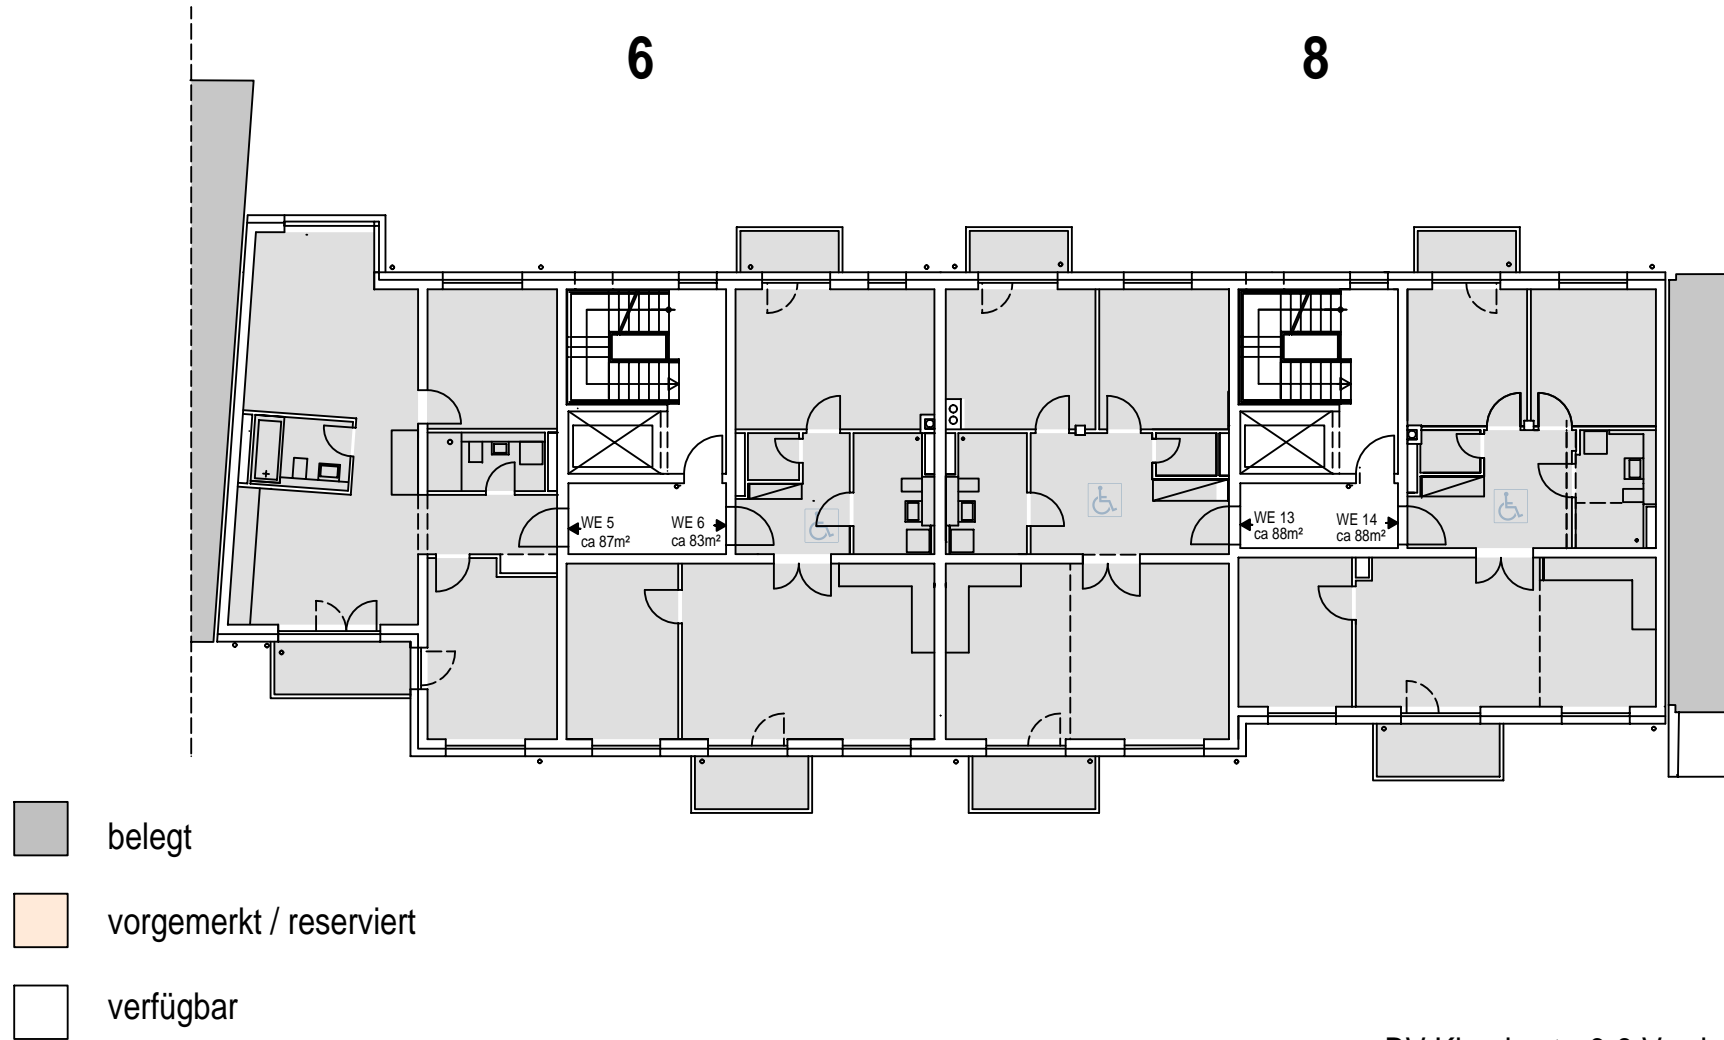 6
8
WE 5
ca 87m²
WE 6
ca 83m²
WE 13
ca 88m²
WE 14
ca 88m²
belegt
vorgemerkt / reserviert
verfügbar